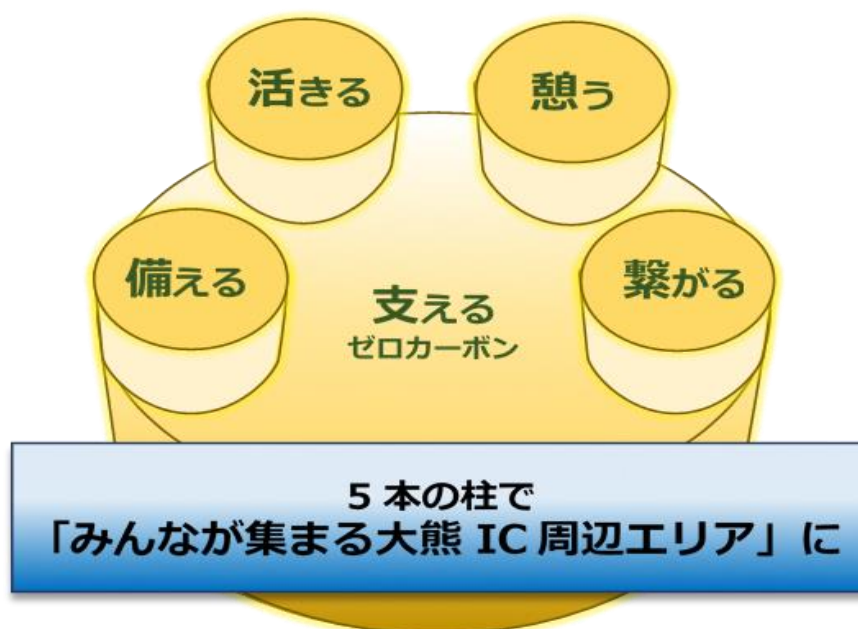 活きる
憩う
備える
繋がる
支える
ゼロカーボン
5 本の柱で
「みんなが集まる大熊 IC 周辺エリア」に